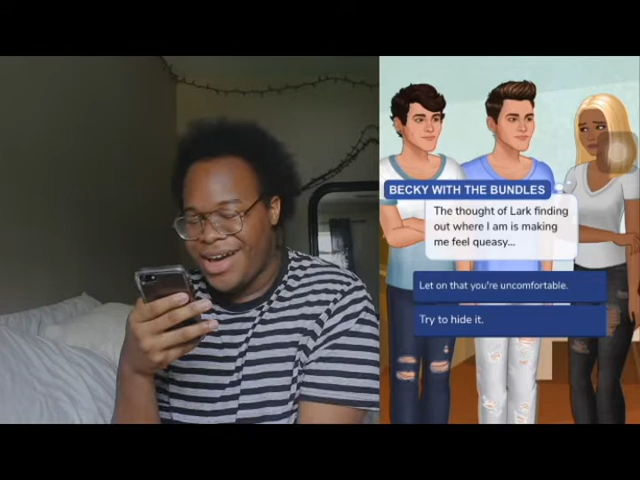 BECKY WITH THE BUNDLES
The thought of Lark finding
out where I am is making
me feel queasy...
Let on that you're uncomfortable.
Try to hide it.